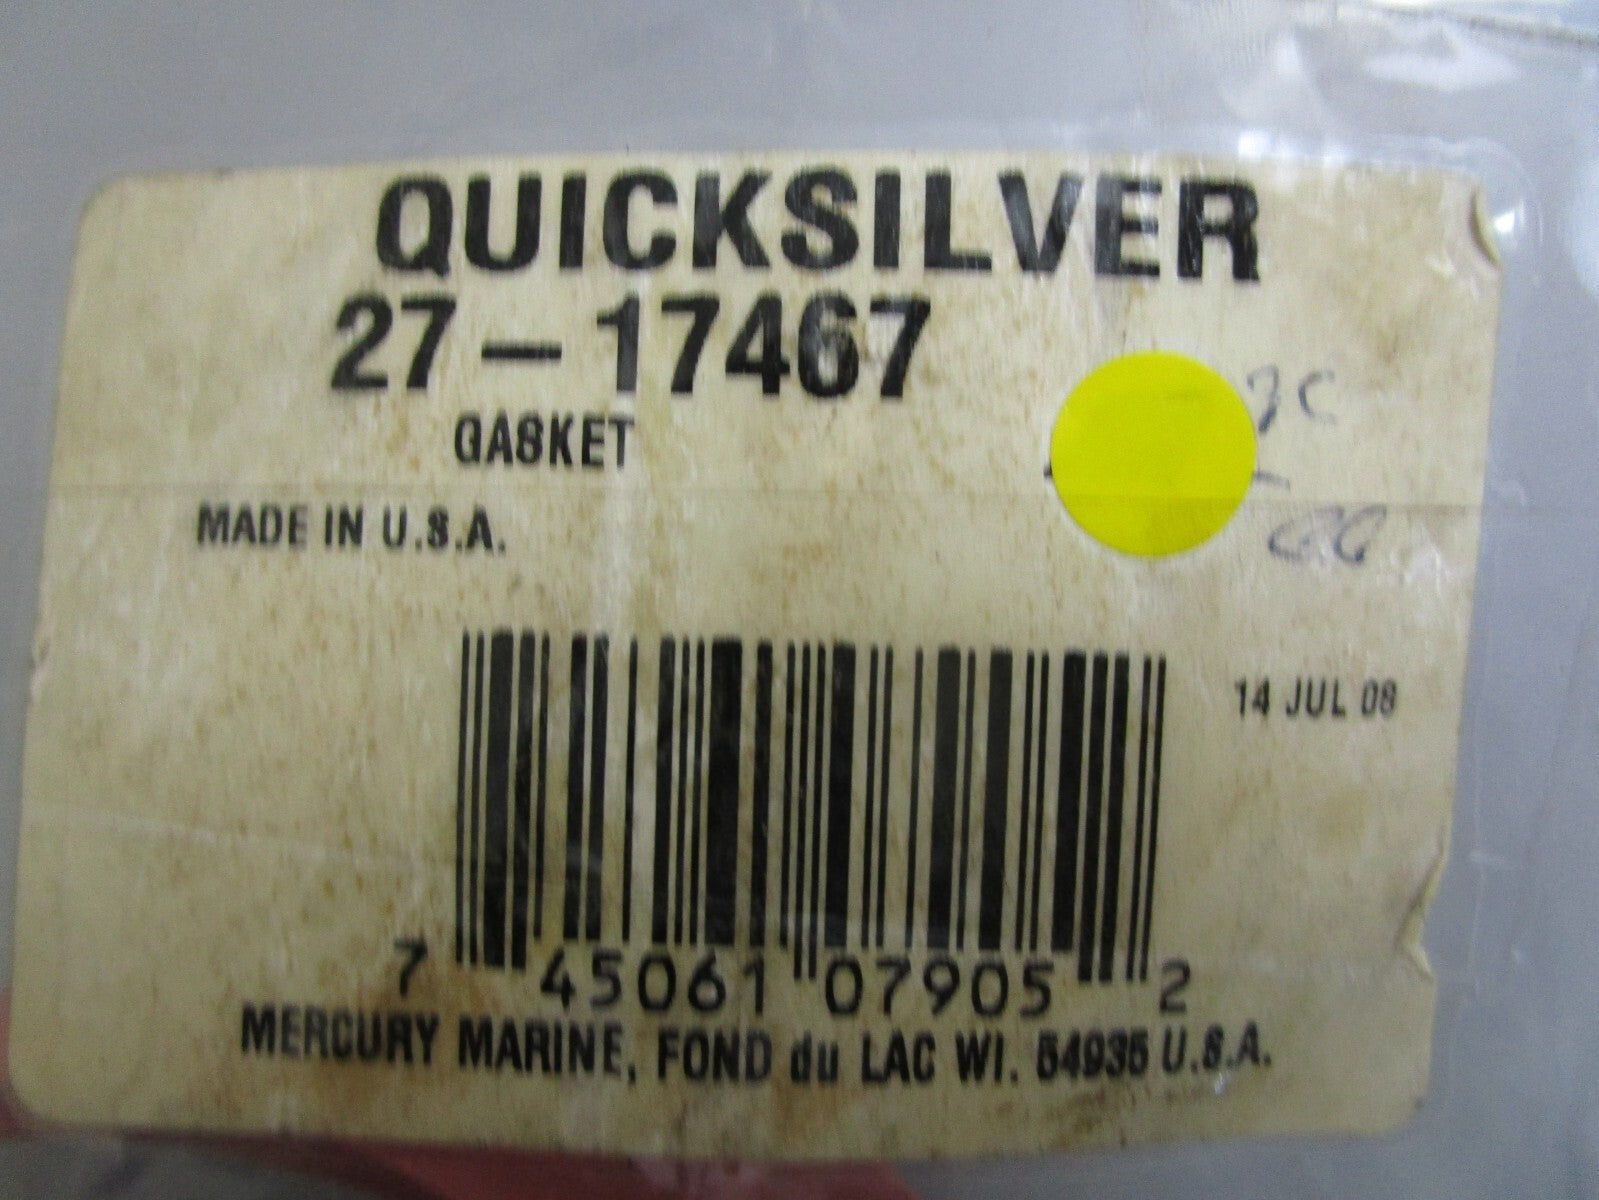 QUICKSILVER
27-17467
GASKET
MADE IN U.S.A.
14 JUL 08
7 45061 07905 2
MERCURY MARINE, FOND du LAC WI. 54935 U.S.A.